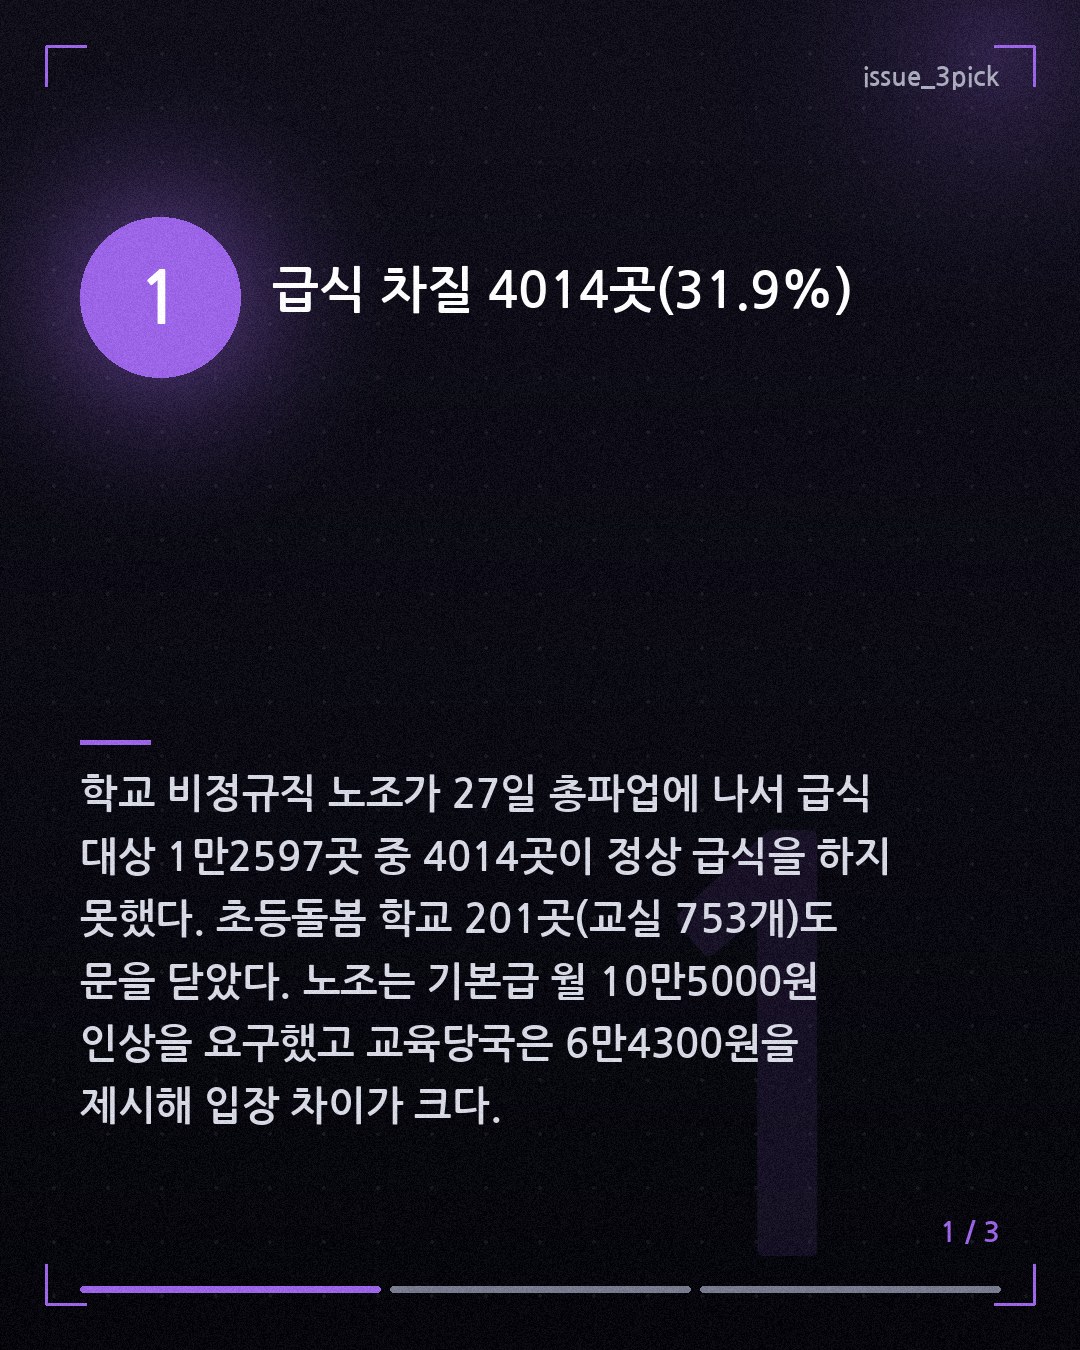 issue_3pick
1
급식 차질 4014곳(31.9%)
학교 비정규직 노조가 27일 총파업에 나서 급식
대상 1만2597곳 중 4014곳이 정상 급식을 하지
못했다. 초등돌봄 학교 201곳(교실 753개)도
문을 닫았다. 노조는 기본급 월 10만5000원
인상을 요구했고 교육당국은 6만4300원을
제시해 입장 차이가 크다.
1
1 / 3